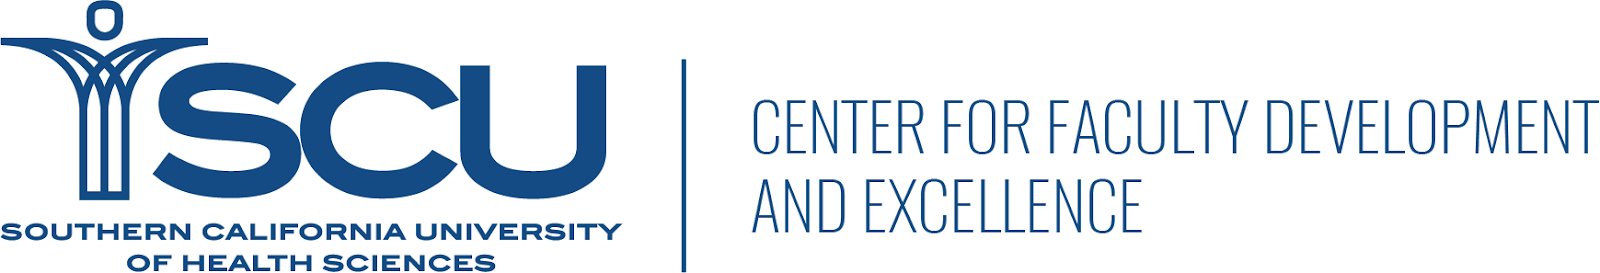 SCU
SOUTHERN CALIFORNIA UNIVERSITY
OF HEALTH SCIENCES
CENTER FOR FACULTY DEVELOPMENT
AND EXCELLENCE